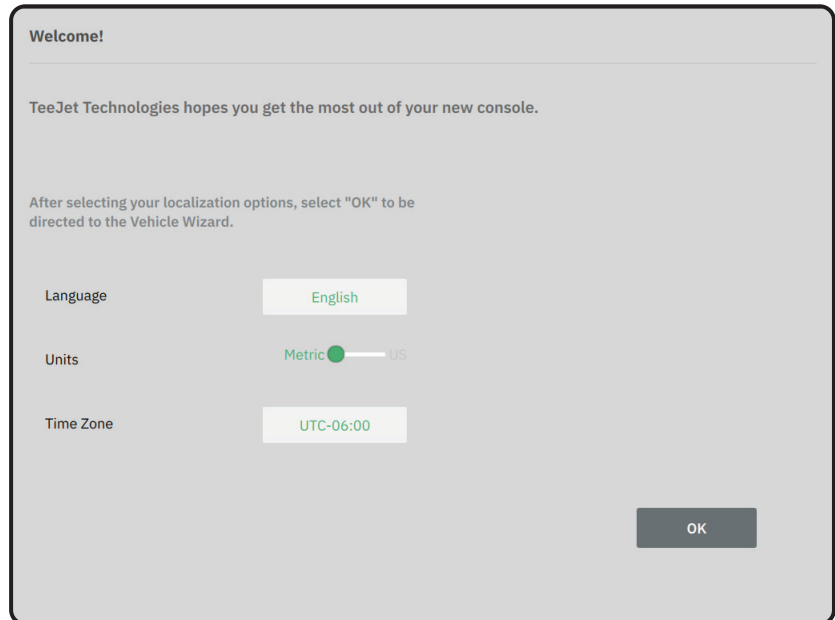 Welcome!
TeeJet Technologies hopes you get the most out of your new console.
After selecting your localization options, select "OK" to be
directed to the Vehicle Wizard.
Language English
Units Metric US
Time Zone UTC-06:00
OK